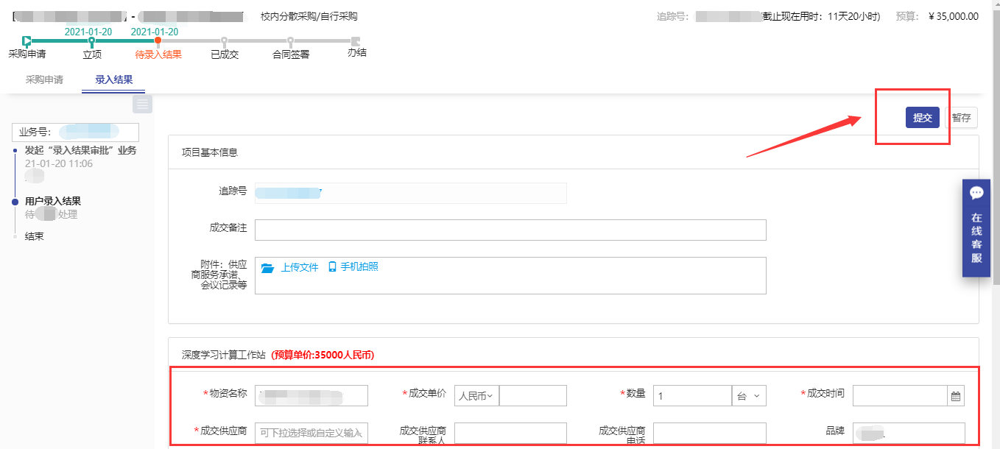 [ ] - [ ] 校内分散采购/自行采购 追踪号: (截止现在用时: 11天20小时) 预算: ¥35,000.00
2021-01-20 2021-01-20
采购申请 立项 待录入结果 已成交 合同签署 办结
采购申请 录入结果
提交 暂存
业务号:
发起“录入结果审批”业务
21-01-20 11:06
用户录入结果
待 处理
结束
项目基本信息
追踪号
成交备注
附件: 供应商服务承诺、会议记录等
上传文件 手机拍照
在线客服
深度学习计算工作站 (预算单价:35000人民币)
*物资名称 *成交单价 人民币 *数量 1 台 *成交时间
*成交供应商 可下拉选择或自定义输入 成交供应商联系人 成交供应商电话 品牌